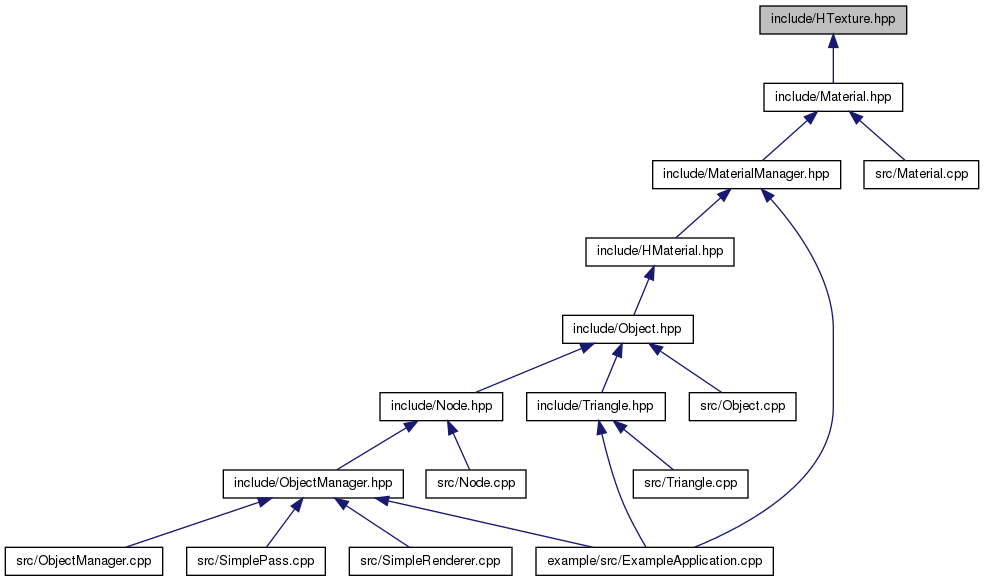 include/HTexture.hpp
include/Material.hpp
include/MaterialManager.hpp
src/Material.cpp
include/HMaterial.hpp
include/Object.hpp
include/Node.hpp
include/Triangle.hpp
src/Object.cpp
include/ObjectManager.hpp
src/Node.cpp
src/Triangle.cpp
src/ObjectManager.cpp
src/SimplePass.cpp
src/SimpleRenderer.cpp
example/src/ExampleApplication.cpp